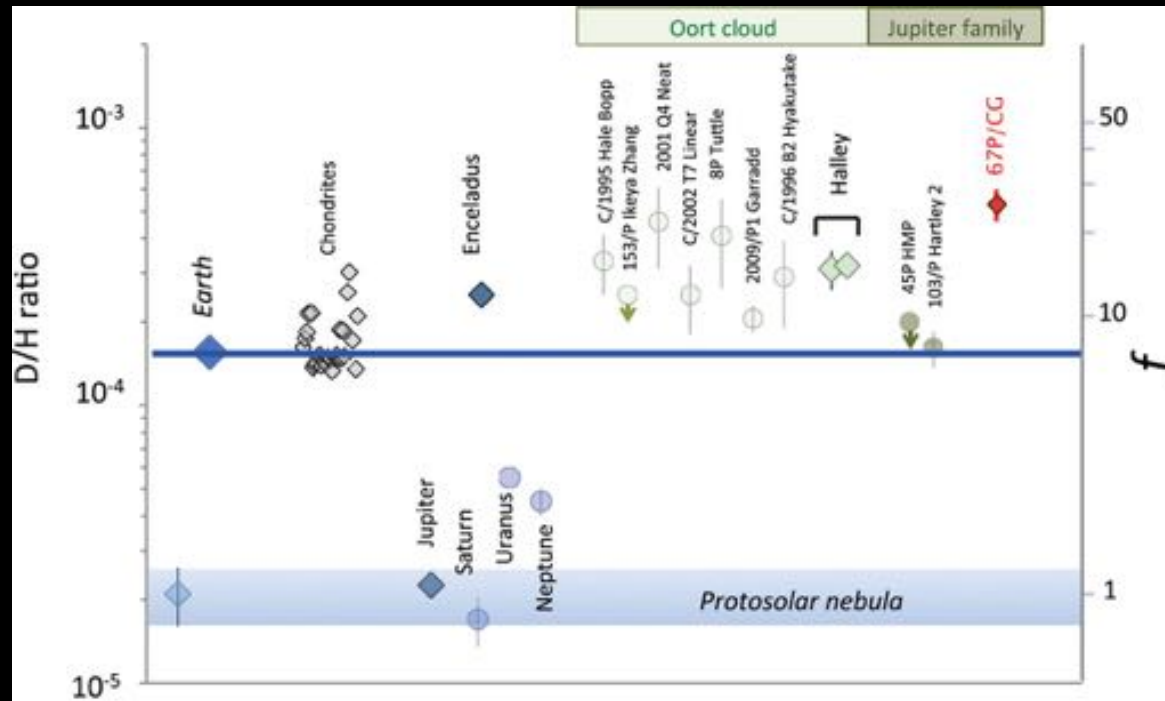 Oort cloud
Jupiter family
D/H ratio
10-3
10-4
10-5
Earth
Chondrites
Enceladus
Jupiter
Saturn
Uranus
Neptune
C/1995 Hale Bopp
153/P Ikeya Zhang
2001 Q4 Neat
C/2002 T7 Linear
8P Tuttle
2009/P1 Garradd
C/1996 B2 Hyakutake
Halley
45P HMP
103/P Hartley 2
67P/CG
Protosolar nebula
50
10
1
f